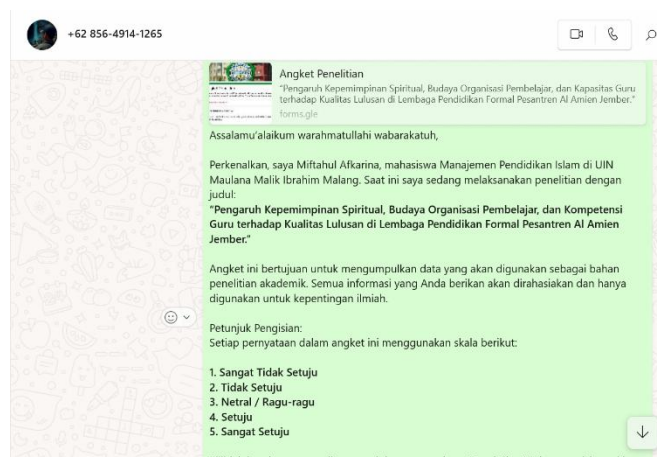 +62 856-4914-1265
Angket Penelitian
"Pengaruh Kepemimpinan Spiritual, Budaya Organisasi Pembelajar, dan Kapasitas Guru
terhadap Kualitas Lulusan di Lembaga Pendidikan Formal Pesantren Al Amien Jember."
forms.gle
Assalamu'alaikum warahmatullahi wabarakatuh,
Perkenalkan, saya Miftahul Afkarina, mahasiswa Manajemen Pendidikan Islam di UIN
Maulana Malik Ibrahim Malang. Saat ini saya sedang melaksanakan penelitian dengan
judul:
"Pengaruh Kepemimpinan Spiritual, Budaya Organisasi Pembelajar, dan Kompetensi
Guru terhadap Kualitas Lulusan di Lembaga Pendidikan Formal Pesantren Al Amien
Jember."
Angket ini bertujuan untuk mengumpulkan data yang akan digunakan sebagai bahan
penelitian akademik. Semua informasi yang Anda berikan akan dirahasiakan dan hanya
digunakan untuk kepentingan ilmiah.
Petunjuk Pengisian:
Setiap pernyataan dalam angket ini menggunakan skala berikut:
1. Sangat Tidak Setuju
2. Tidak Setuju
3. Netral / Ragu-ragu
4. Setuju
5. Sangat Setuju